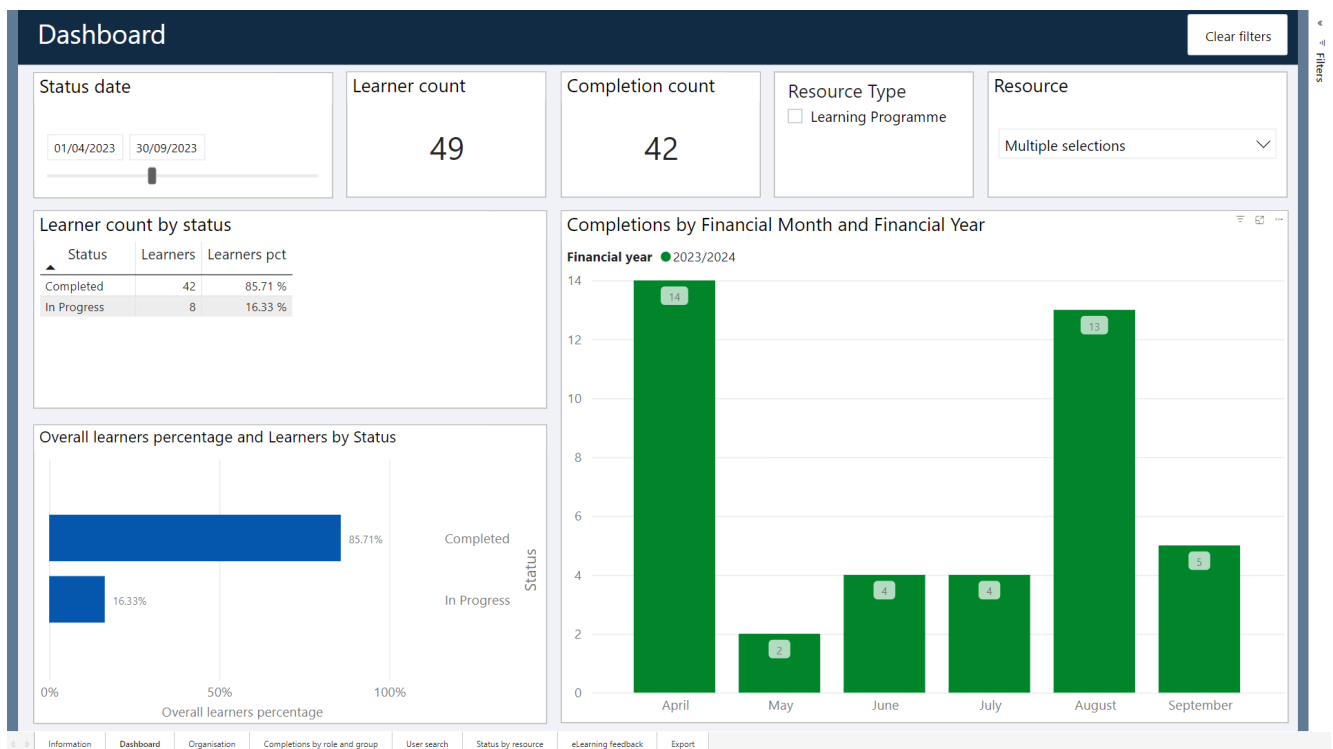 Dashboard
Clear filters
Filters
Status date
01/04/2023 30/09/2023
Learner count
49
Completion count
42
Resource Type
Learning Programme
Resource
Multiple selections
Learner count by status
Status Learners Learners pct
Completed 42 85.71 %
In Progress 8 16.33 %
Overall learners percentage and Learners by Status
85.71% Completed
16.33% In Progress
Status
0% 50% 100%
Overall learners percentage
Completions by Financial Month and Financial Year
Financial year 2023/2024
14
12
10
8
6
4
2
0
14 2 4 4 13 5
April May June July August September
Information Dashboard Organisation Completions by role and group User search Status by resource eLearning feedback Export